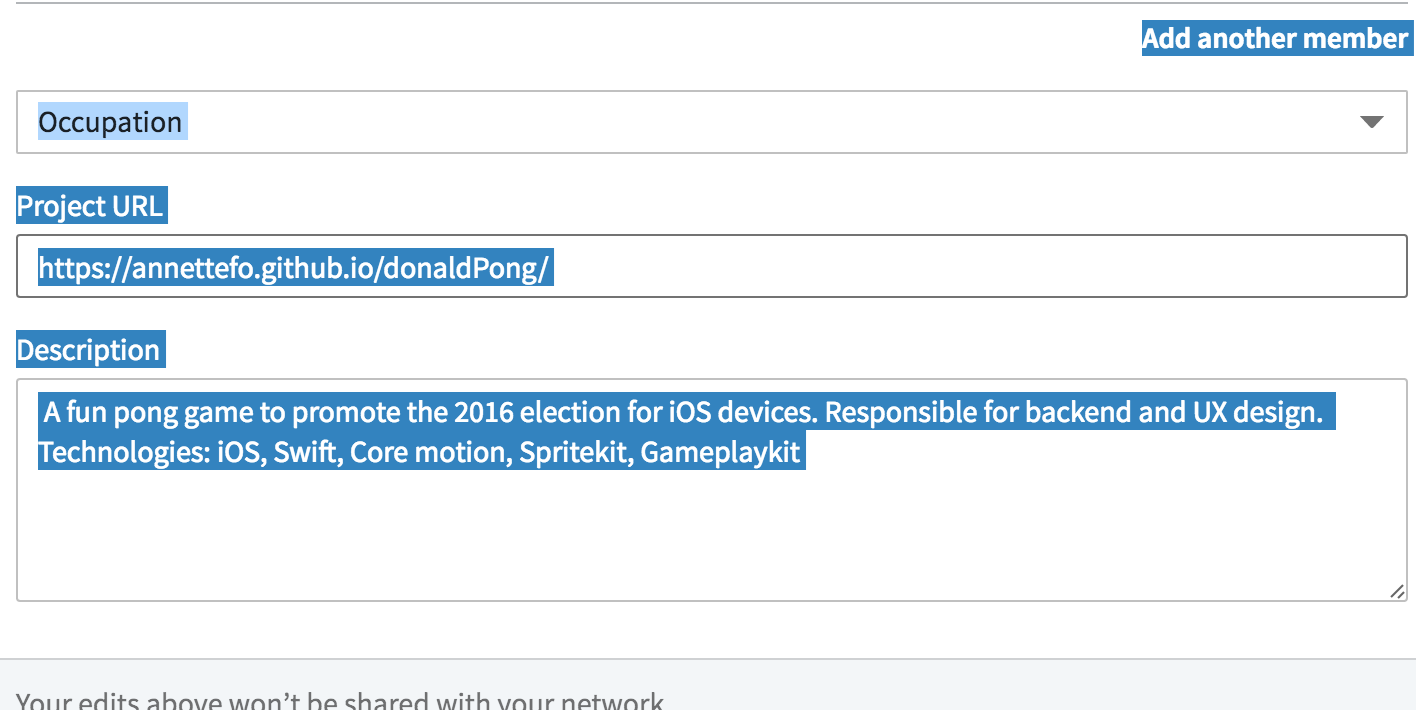 Add another member
Occupation
Project URL
https://annettefo.github.io/donaldPong/
Description
A fun pong game to promote the 2016 election for iOS devices. Responsible for backend and UX design.
Technologies: iOS, Swift, Core motion, Spritekit, Gameplaykit
Your edits above won’t be shared with your network